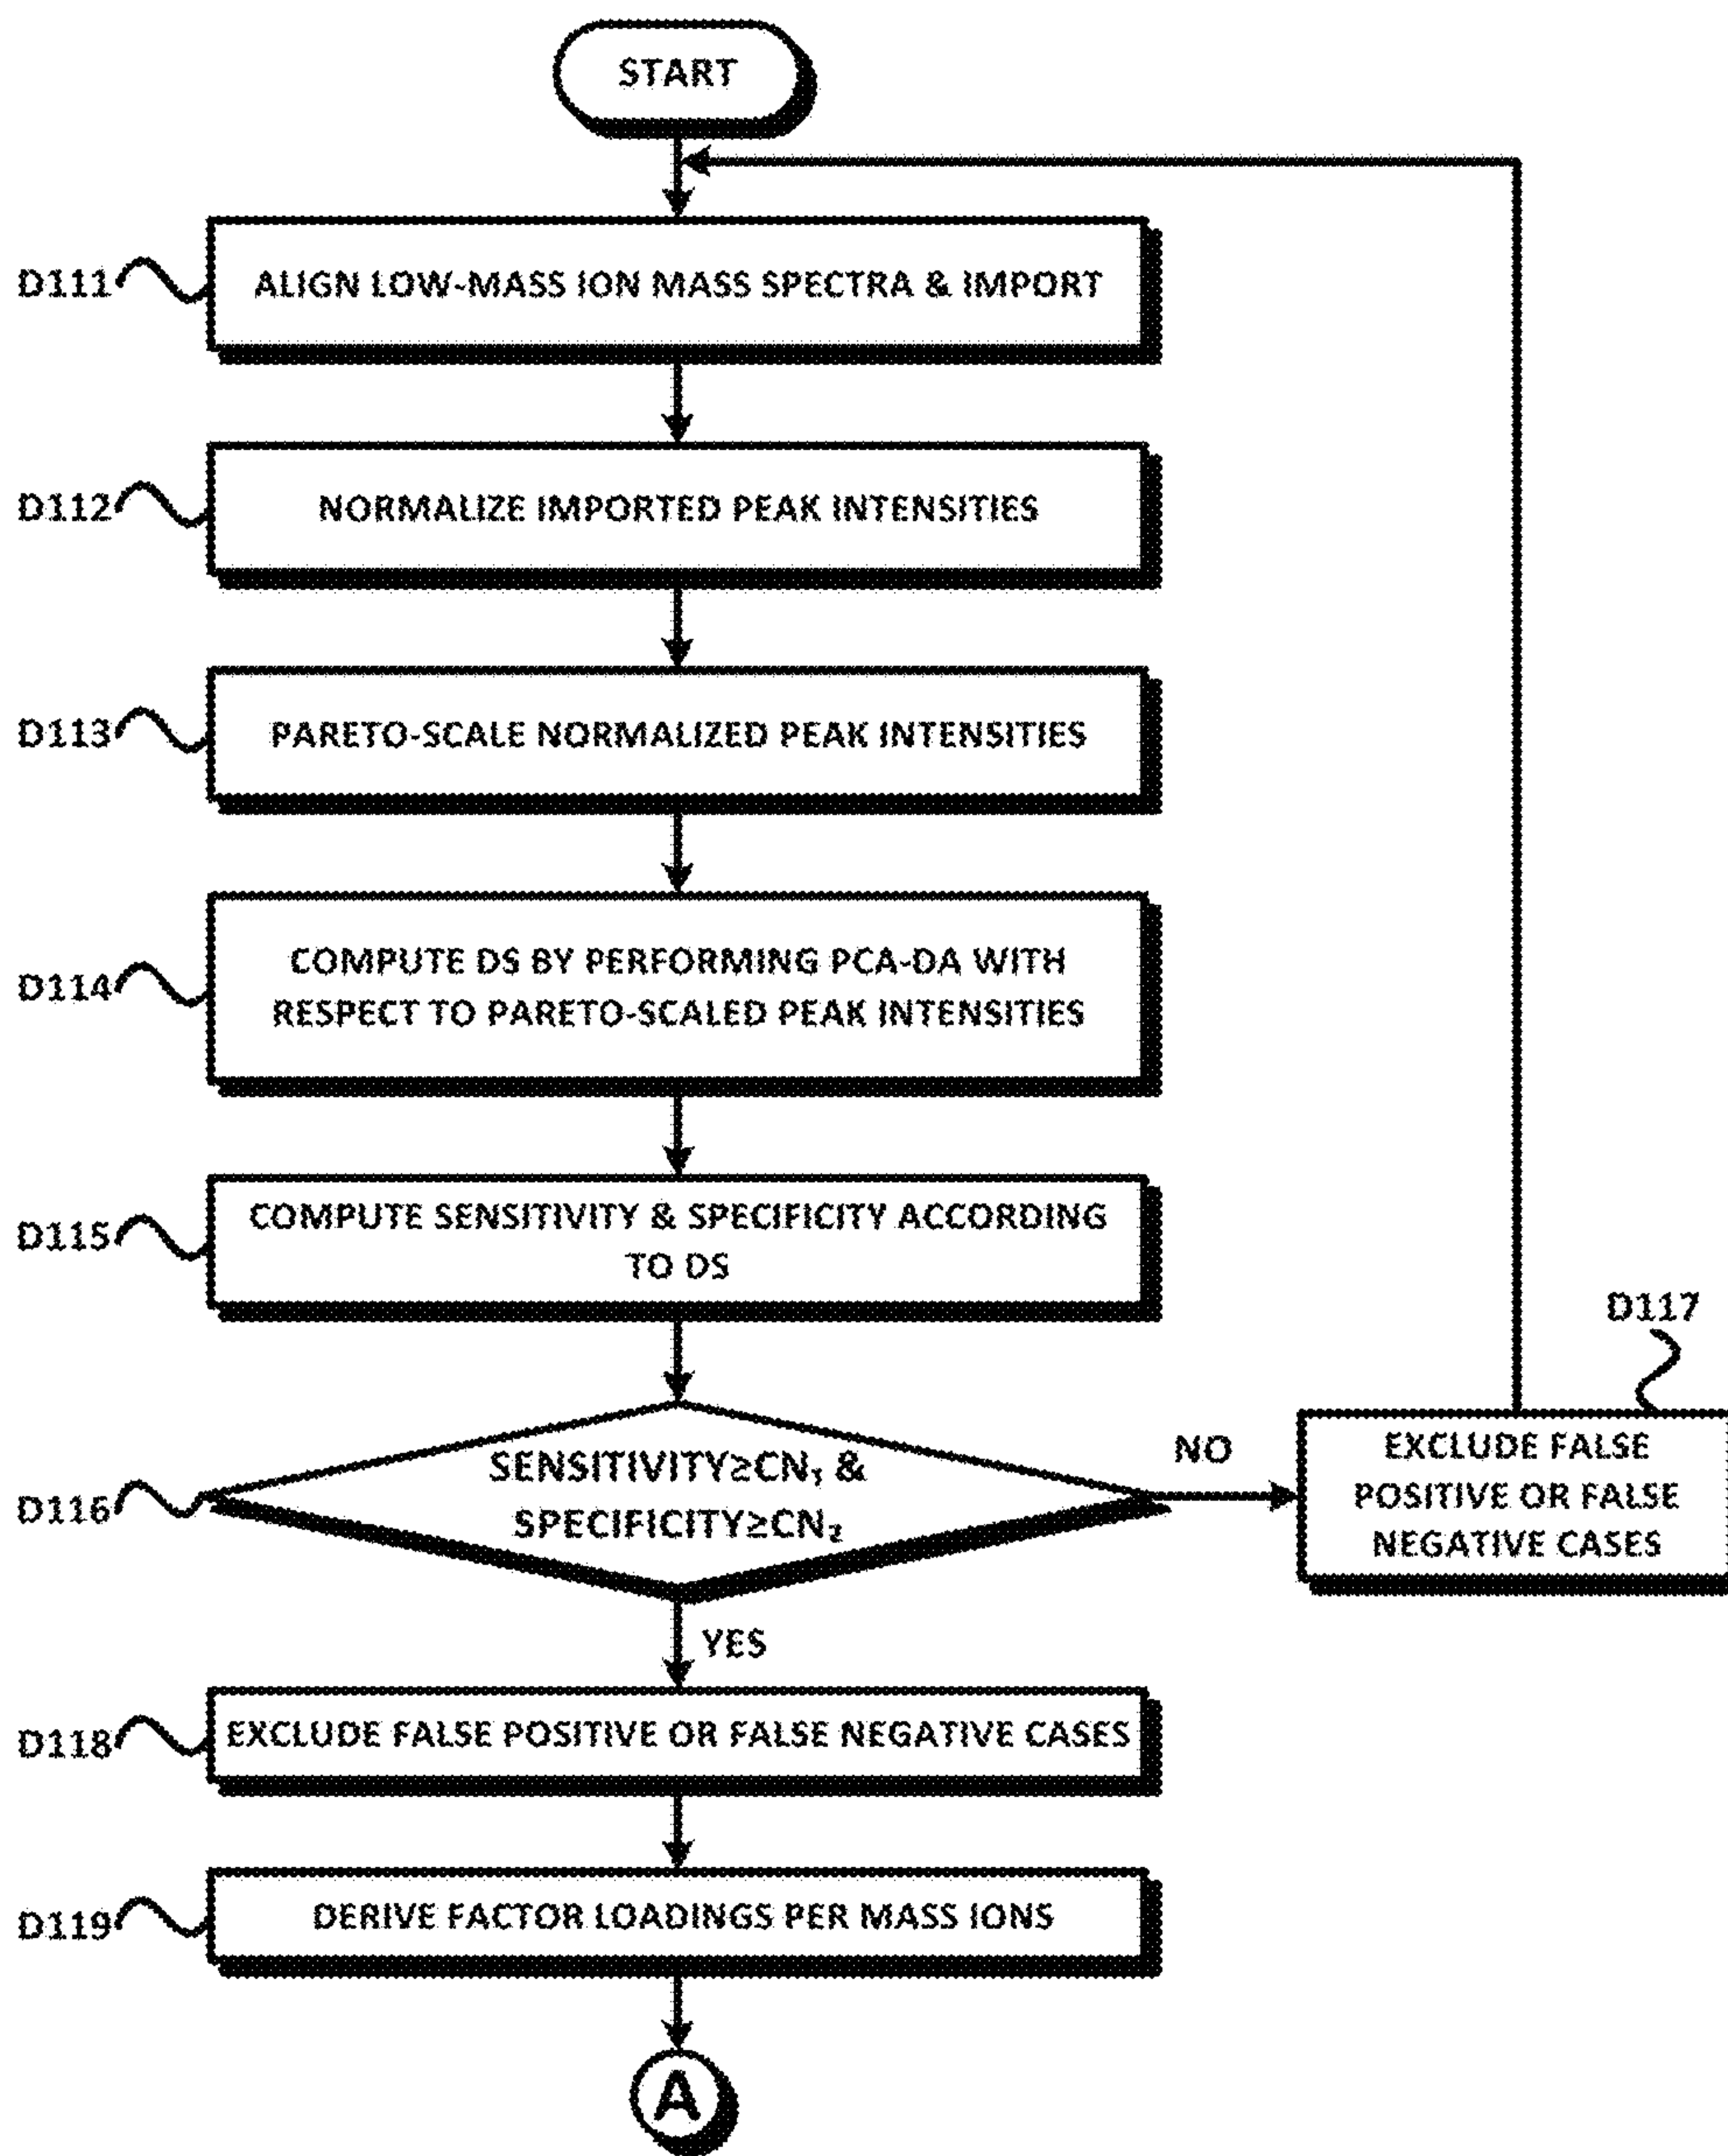 START
D111
ALIGN LOW-MASS ION MASS SPECTRA & IMPORT
D112
NORMALIZE IMPORTED PEAK INTENSITIES
D113
PARETO-SCALE NORMALIZED PEAK INTENSITIES
D114
COMPUTE DS BY PERFORMING PCA-DA WITH
RESPECT TO PARETO-SCALED PEAK INTENSITIES
D115
COMPUTE SENSITIVITY & SPECIFICITY ACCORDING
TO DS
D116
SENSITIVITY≥CN₁ &
SPECIFICITY≥CN₂
NO
D117
EXCLUDE FALSE
POSITIVE OR FALSE
NEGATIVE CASES
YES
D118
EXCLUDE FALSE POSITIVE OR FALSE NEGATIVE CASES
D119
DERIVE FACTOR LOADINGS PER MASS IONS
A